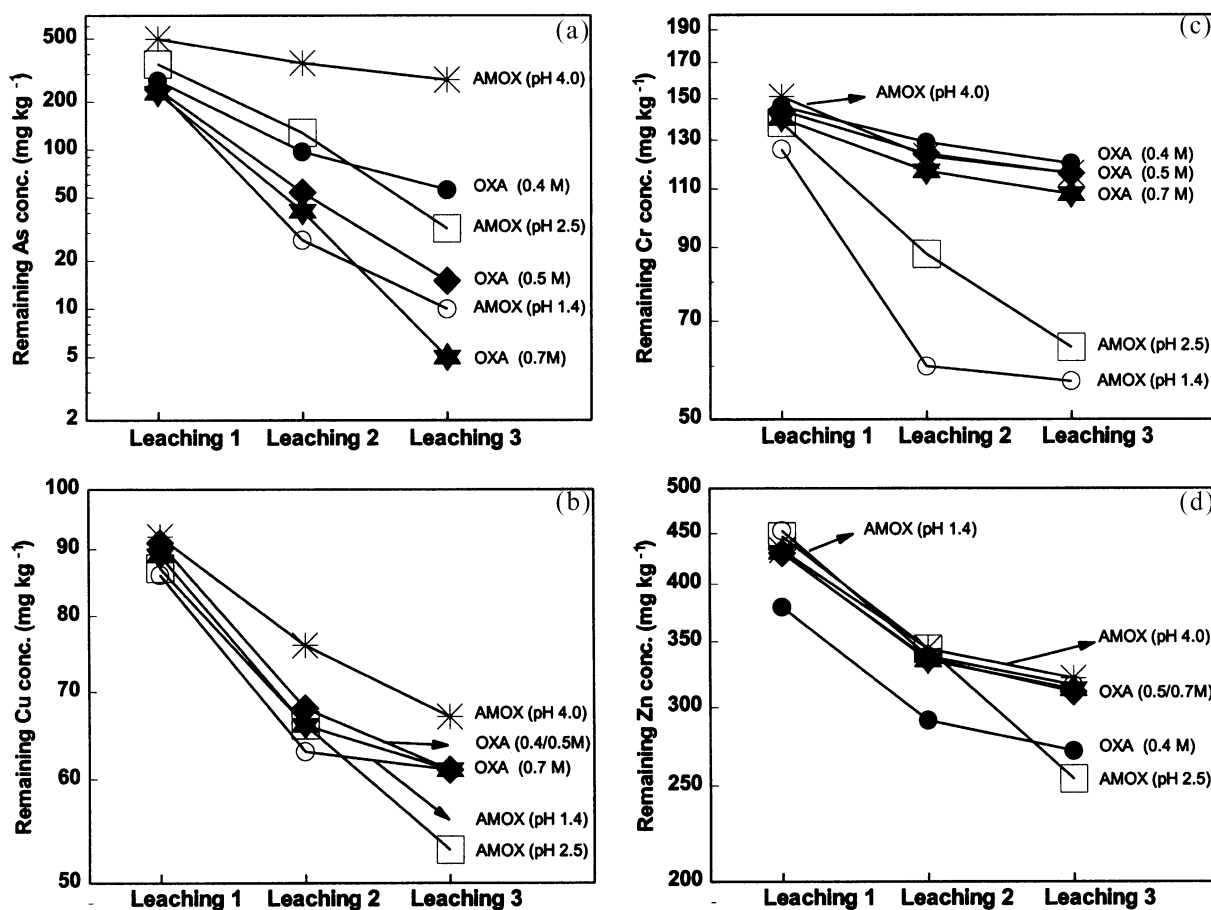 (a)
Remaining As conc. (mg kg⁻¹)
500
200
100
50
20
10
5
2
AMOX (pH 4.0)
OXA (0.4 M)
AMOX (pH 2.5)
OXA (0.5 M)
AMOX (pH 1.4)
OXA (0.7M)
Leaching 1 Leaching 2 Leaching 3
(c)
Remaining Cr conc. (mg kg⁻¹)
190
170
150
130
110
90
70
50
AMOX (pH 4.0)
OXA (0.4 M)
OXA (0.5 M)
OXA (0.7 M)
AMOX (pH 2.5)
AMOX (pH 1.4)
Leaching 1 Leaching 2 Leaching 3
(b)
Remaining Cu conc. (mg kg⁻¹)
100
90
80
70
60
50
AMOX (pH 4.0)
OXA (0.4/0.5M)
OXA (0.7 M)
AMOX (pH 1.4)
AMOX (pH 2.5)
Leaching 1 Leaching 2 Leaching 3
(d)
Remaining Zn conc. (mg kg⁻¹)
500
450
400
350
300
250
200
AMOX (pH 1.4)
AMOX (pH 4.0)
OXA (0.5/0.7M)
OXA (0.4 M)
AMOX (pH 2.5)
Leaching 1 Leaching 2 Leaching 3